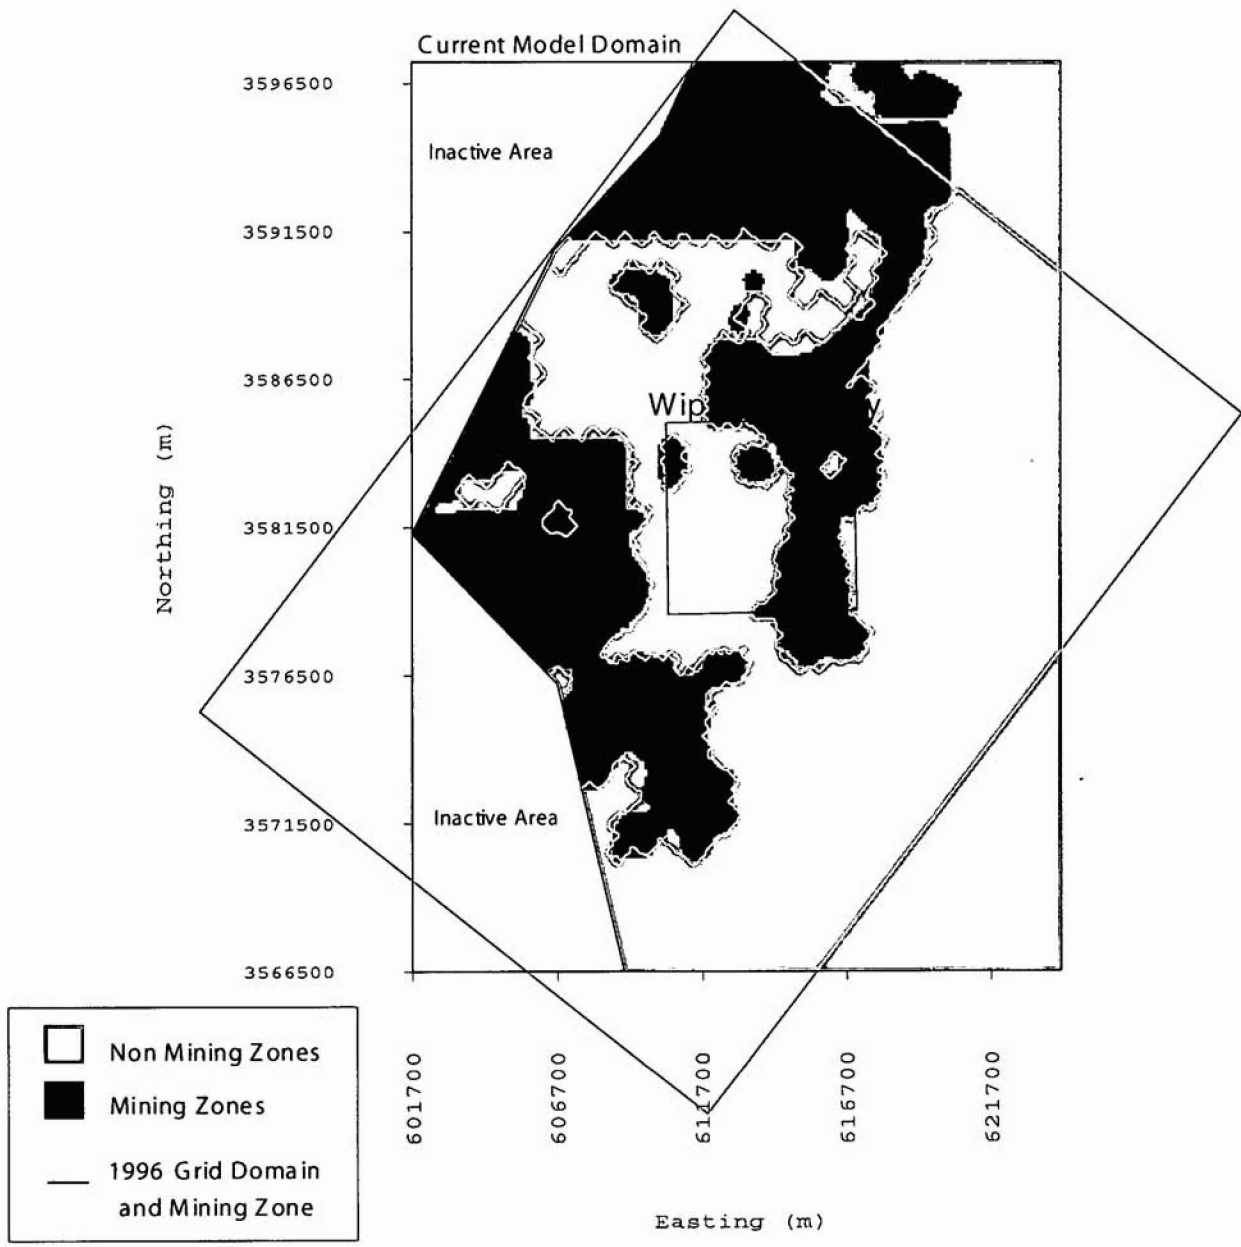 Current Model Domain
3596500
Inactive Area
3591500
3586500
Wip
y
Northing (m)
3581500
3576500
3571500
Inactive Area
3566500
601700
606700
611700
616700
621700
Easting (m)
Non Mining Zones
Mining Zones
1996 Grid Domain
and Mining Zone